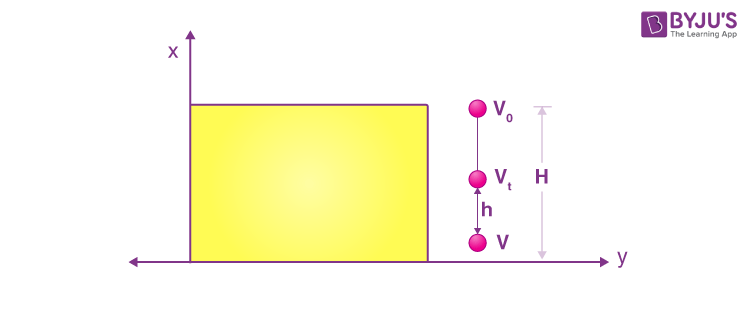 BYJU'S
The Learning App
x
V₀
Vₜ
H
h
V
y